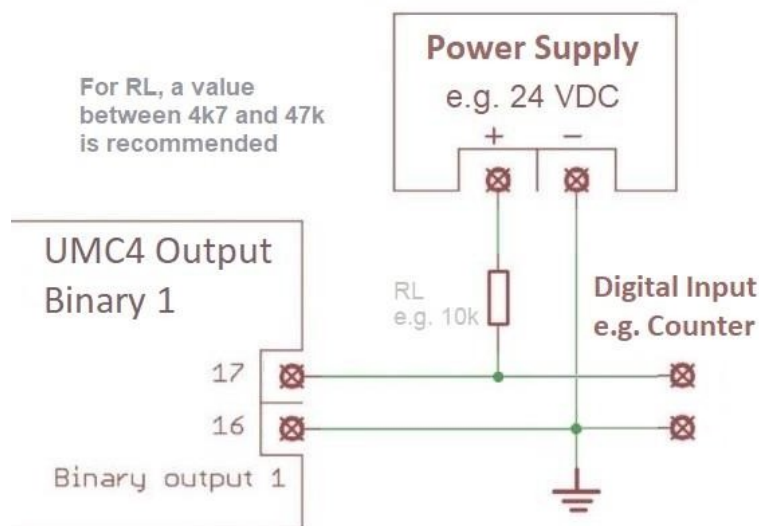 Power Supply
e.g. 24 VDC
+ −
For RL, a value
between 4k7 and 47k
is recommended
UMC4 Output
Binary 1
RL
e.g. 10k
Digital Input
e.g. Counter
17
16
Binary output 1